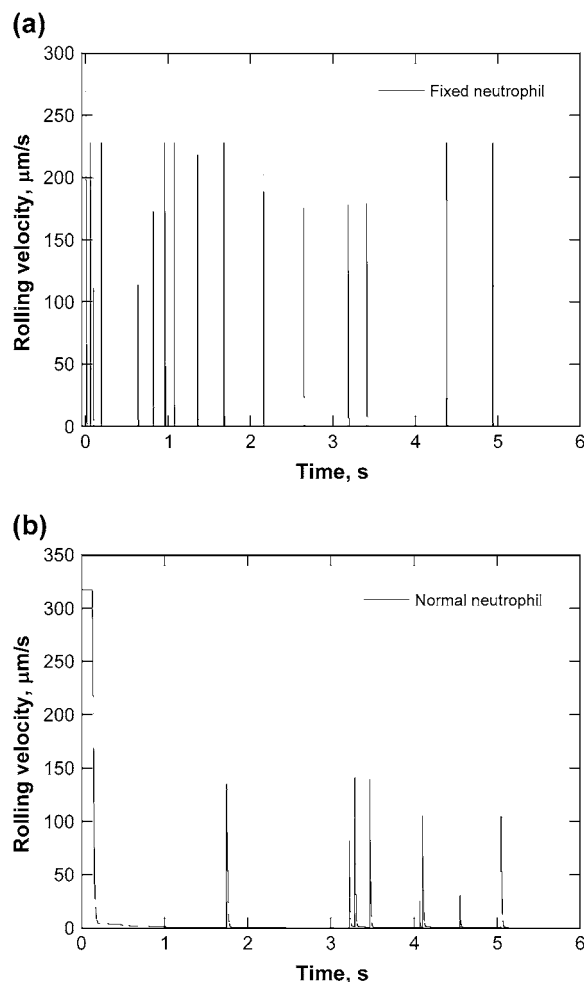 (a)
300
250
200
150
100
50
0
Rolling velocity, μm/s
Fixed neutrophil
0 1 2 3 4 5 6
Time, s
(b)
350
300
250
200
150
100
50
0
Rolling velocity, μm/s
Normal neutrophil
0 1 2 3 4 5 6
Time, s